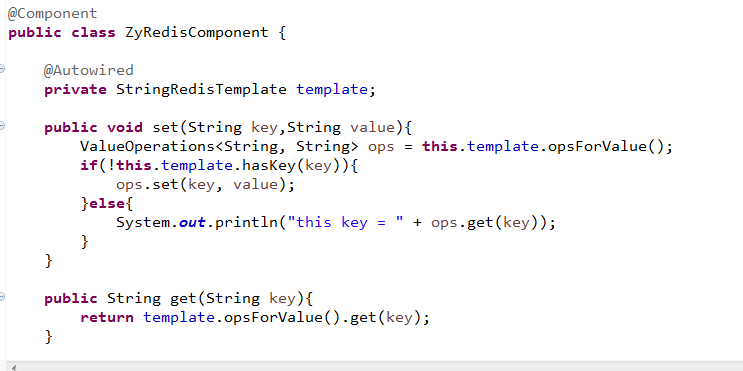 @Component
public class ZyRedisComponent {
@Autowired
private StringRedisTemplate template;
public void set(String key,String value){
ValueOperations<String, String> ops = this.template.opsForValue();
if(!this.template.hasKey(key)){
ops.set(key, value);
}else{
System.out.println("this key = " + ops.get(key));
}
}
public String get(String key){
return template.opsForValue().get(key);
}